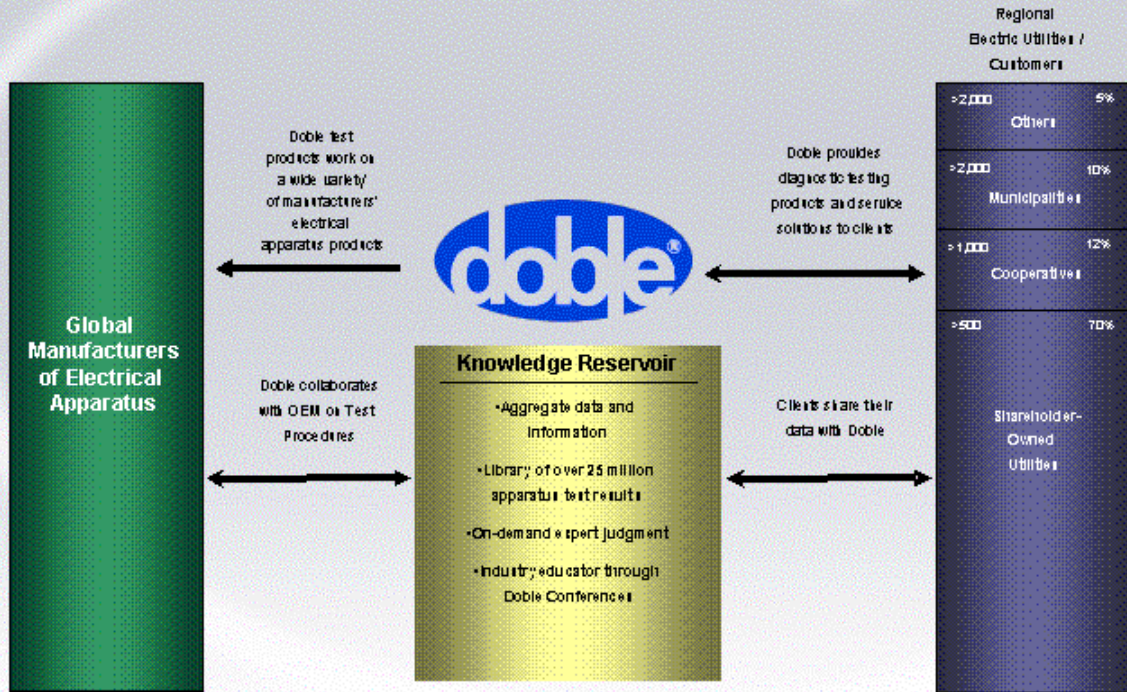 Regional
Electric Utilities /
Customers
Global
Manufacturers
of Electrical
Apparatus
Doble test
products work on
a wide variety
of manufacturers'
electrical
apparatus products
Doble collaborates
with OEM on Test
Procedures
doble®
Knowledge Reservoir
•Aggregate data and
information
•Library of over 25 million
apparatus test results
•On-demand expert judgment
•Industry educator through
Doble Conferences
Doble provides
diagnostic testing
products and service
solutions to clients
Clients share their
data with Doble
>2,000 5%
Others
>2,000 10%
Municipalities
>1,000 12%
Cooperatives
>500 70%
Shareholder-
Owned
Utilities